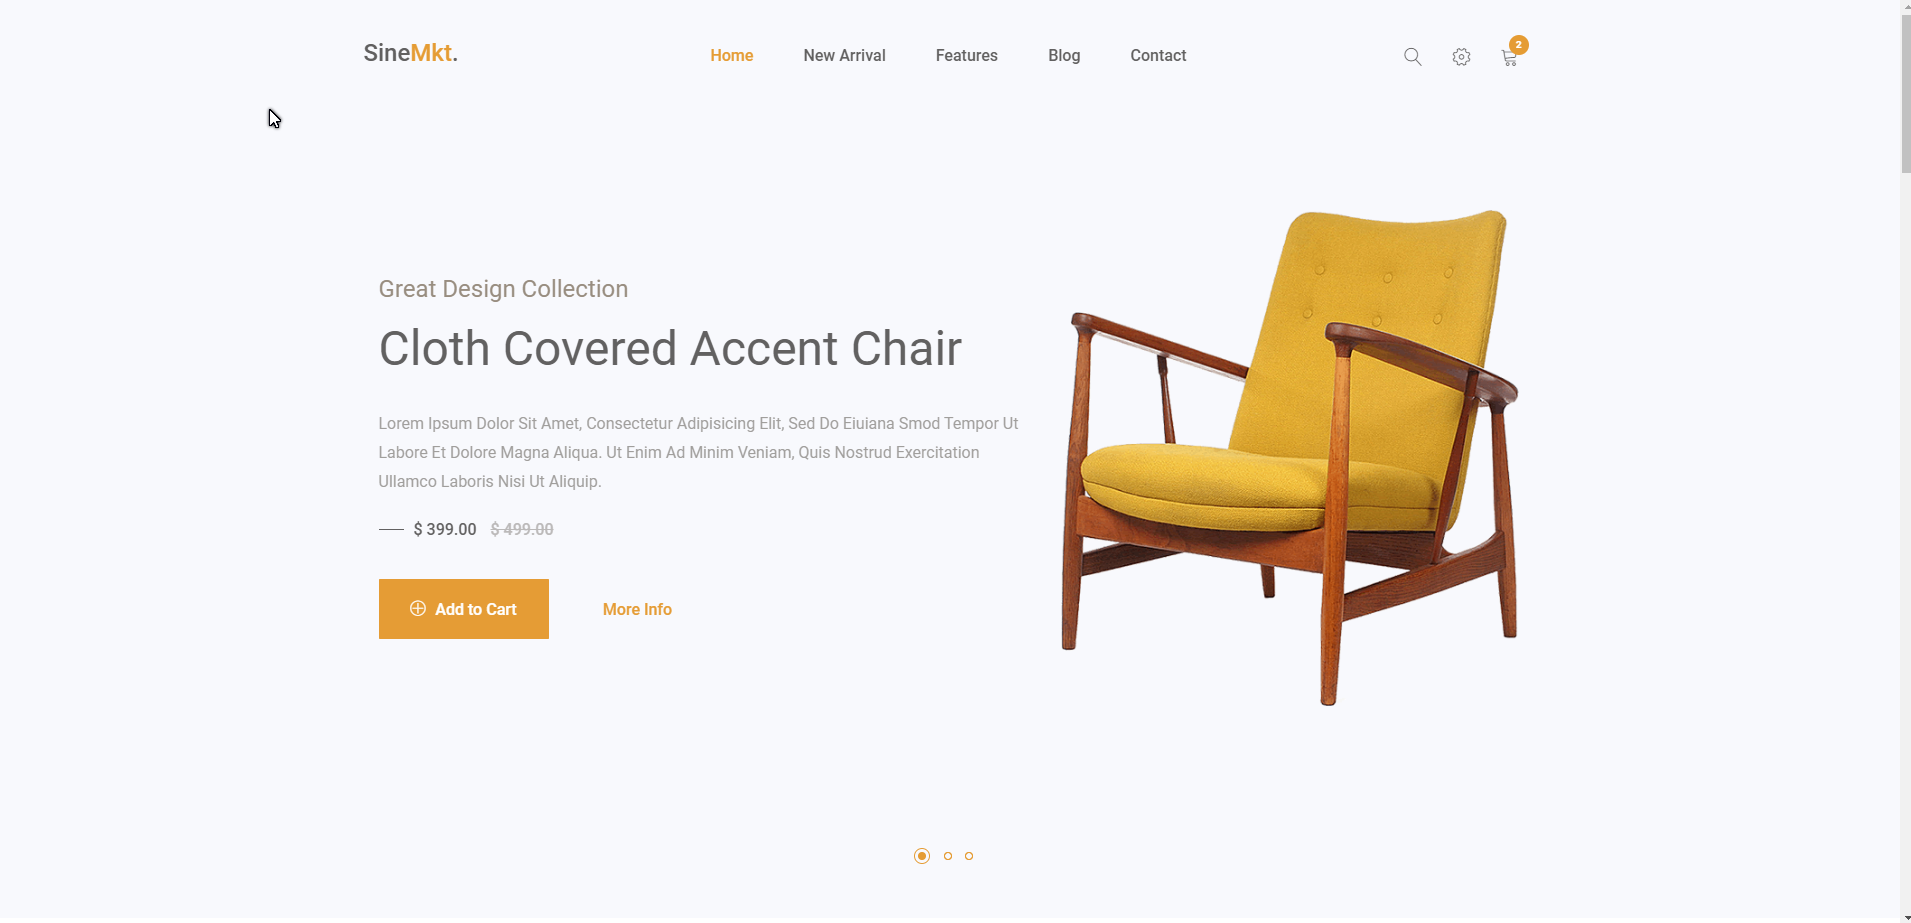 SineMkt.
Home New Arrival Features Blog Contact
2
Great Design Collection
Cloth Covered Accent Chair
Lorem Ipsum Dolor Sit Amet, Consectetur Adipisicing Elit, Sed Do Eiuiana Smod Tempor Ut
Labore Et Dolore Magna Aliqua. Ut Enim Ad Minim Veniam, Quis Nostrud Exercitation
Ullamco Laboris Nisi Ut Aliquip.
$ 399.00 $ 499.00
Add to Cart More Info